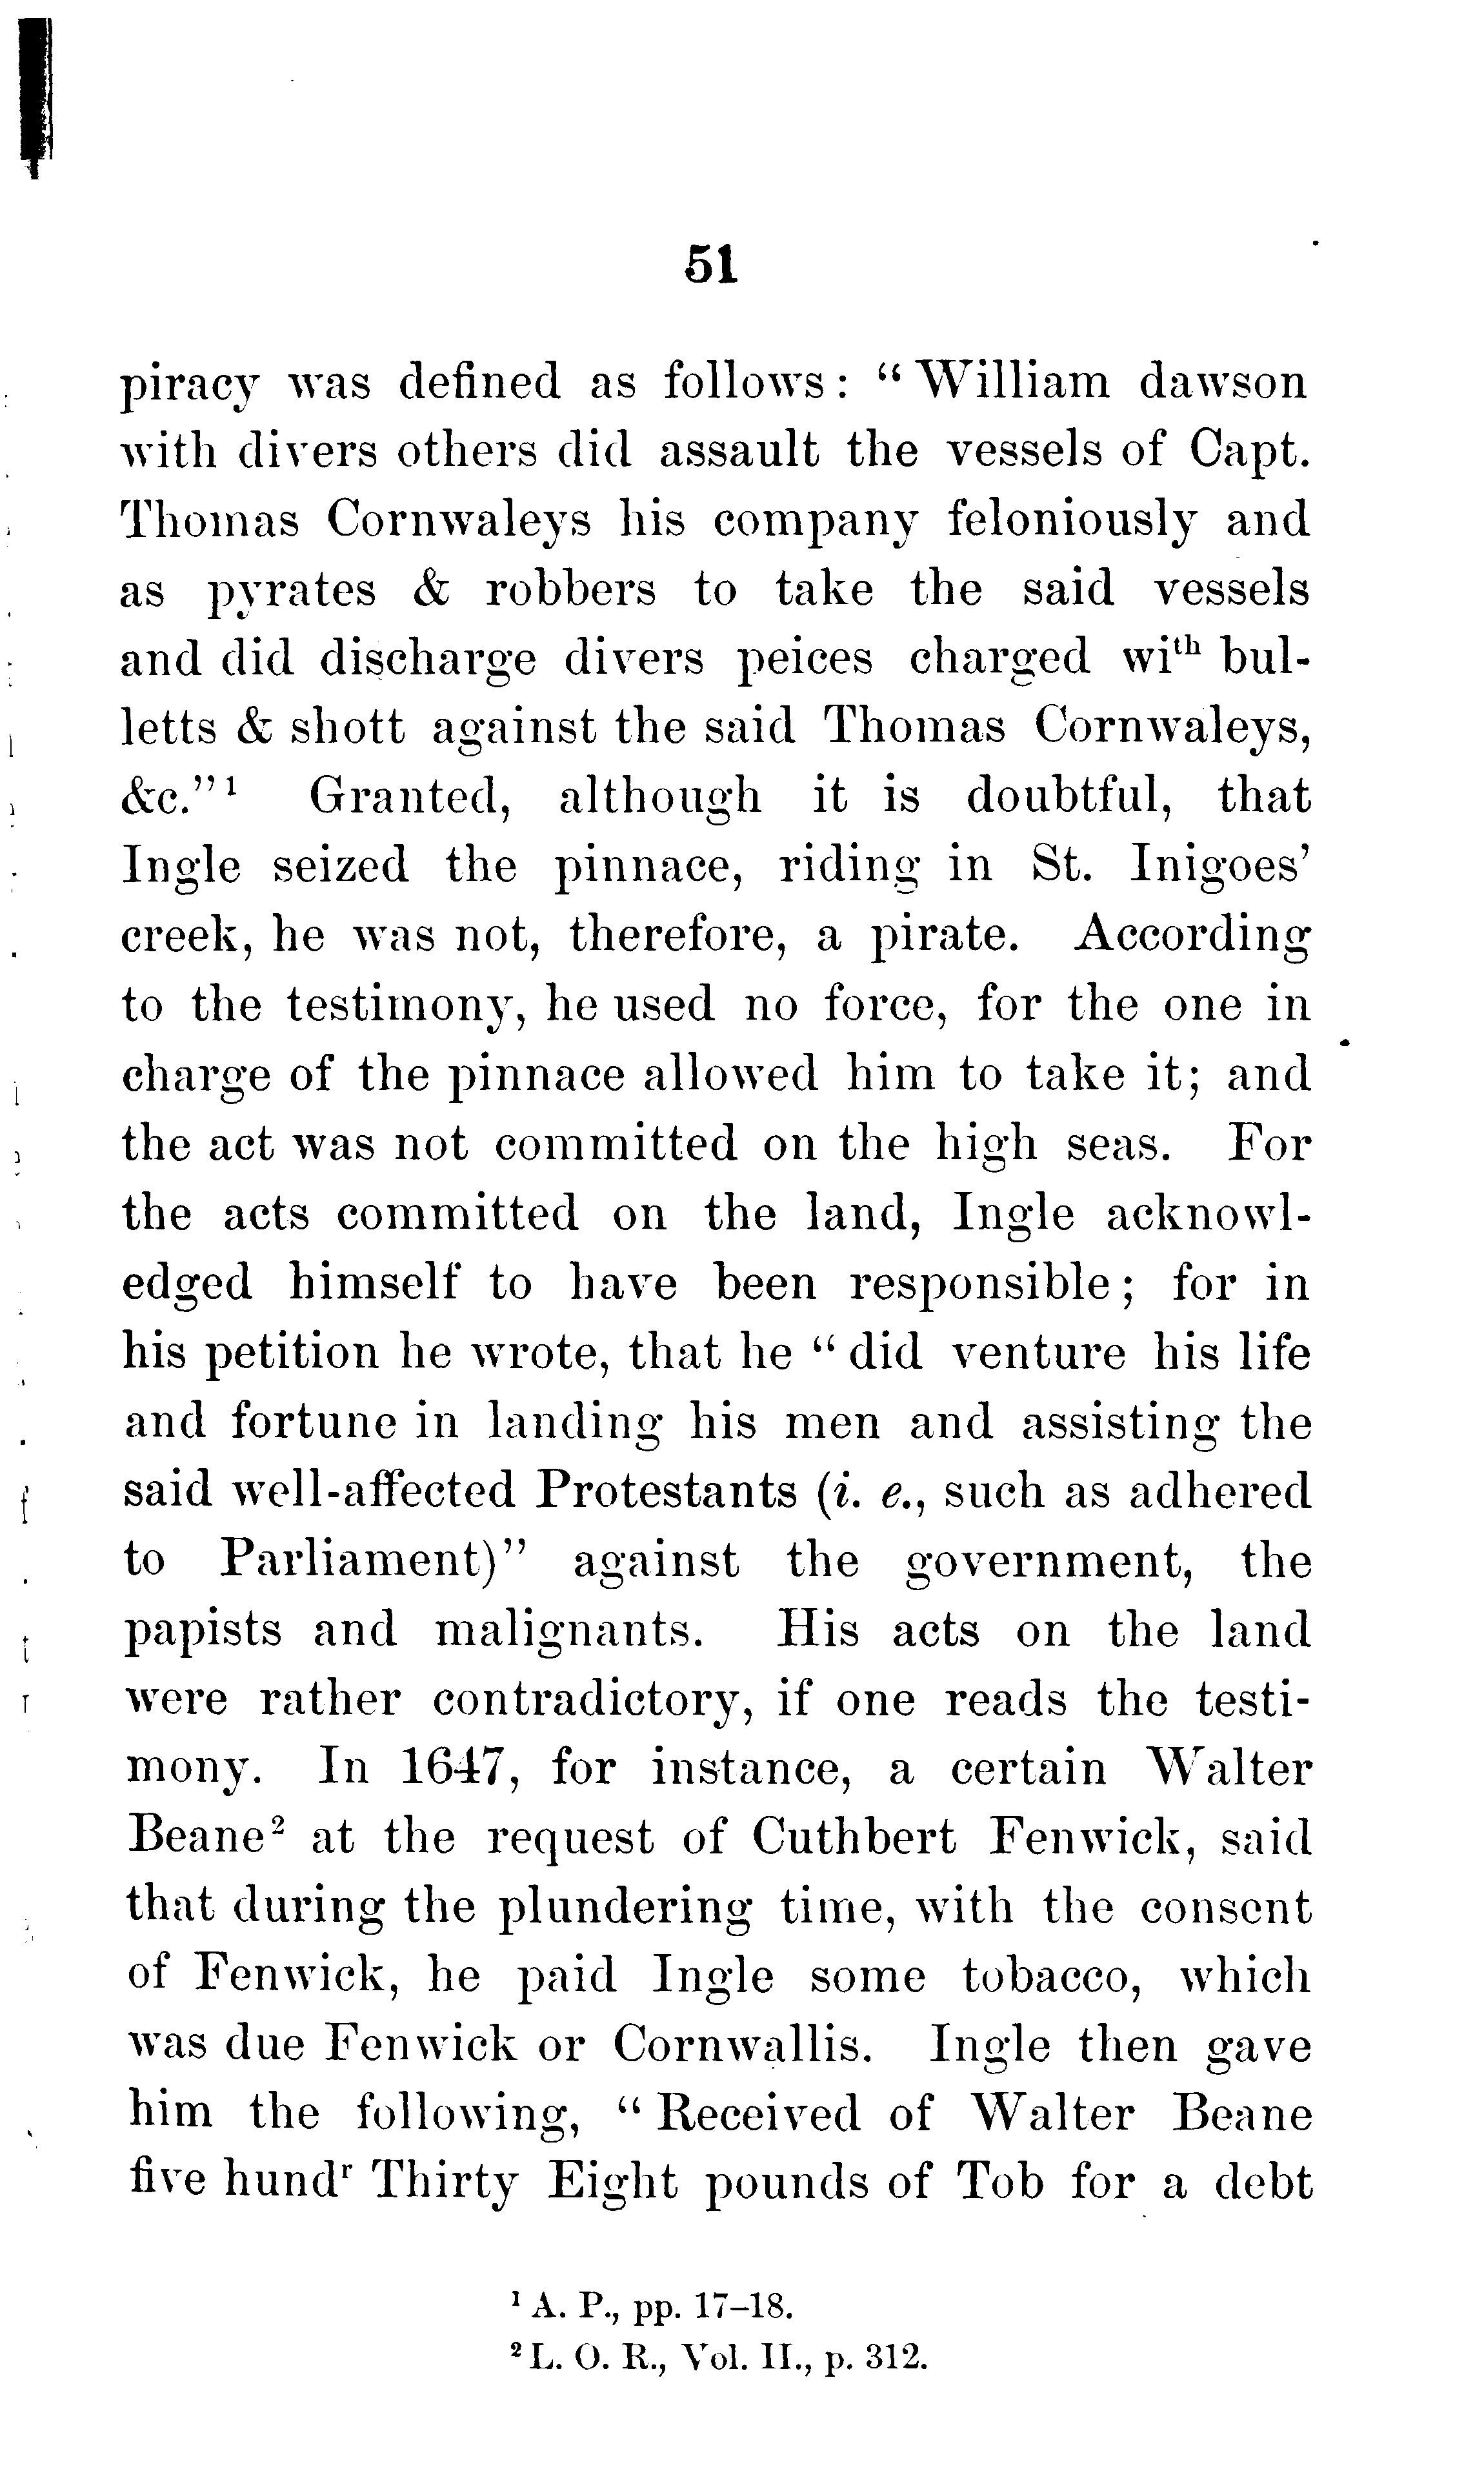 51
piracy was defined as follows: “William dawson
with divers others did assault the vessels of Capt.
Thomas Cornwaleys his company feloniously and
as pyrates & robbers to take the said vessels
and did discharge divers peices charged wiᵗʰ bul-
letts & shott against the said Thomas Cornwaleys,
&c.”¹ Granted, although it is doubtful, that
Ingle seized the pinnace, riding in St. Inigoes’
creek, he was not, therefore, a pirate. According
to the testimony, he used no force, for the one in
charge of the pinnace allowed him to take it; and
the act was not committed on the high seas. For
the acts committed on the land, Ingle acknowl-
edged himself to have been responsible; for in
his petition he wrote, that he “did venture his life
and fortune in landing his men and assisting the
said well-affected Protestants (i. e., such as adhered
to Parliament)” against the government, the
papists and malignants. His acts on the land
were rather contradictory, if one reads the testi-
mony. In 1647, for instance, a certain Walter
Beane² at the request of Cuthbert Fenwick, said
that during the plundering time, with the consent
of Fenwick, he paid Ingle some tobacco, which
was due Fenwick or Cornwallis. Ingle then gave
him the following, “Received of Walter Beane
five hundʳ Thirty Eight pounds of Tob for a debt
¹ A. P., pp. 17–18.
² L. O. R., Vol. II., p. 312.